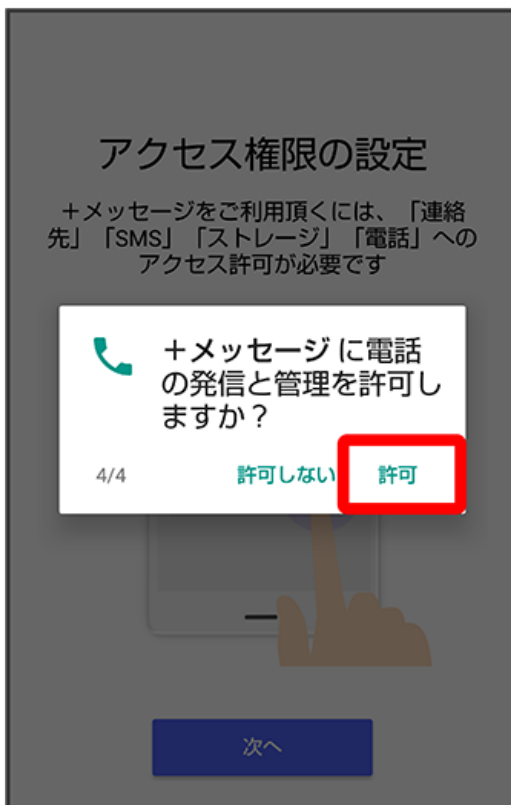 アクセス権限の設定
＋メッセージをご利用頂くには、「連絡
先」「SMS」「ストレージ」「電話」への
アクセス許可が必要です
＋メッセージ に電話
の発信と管理を許可し
ますか？
4/4 許可しない 許可
次へ